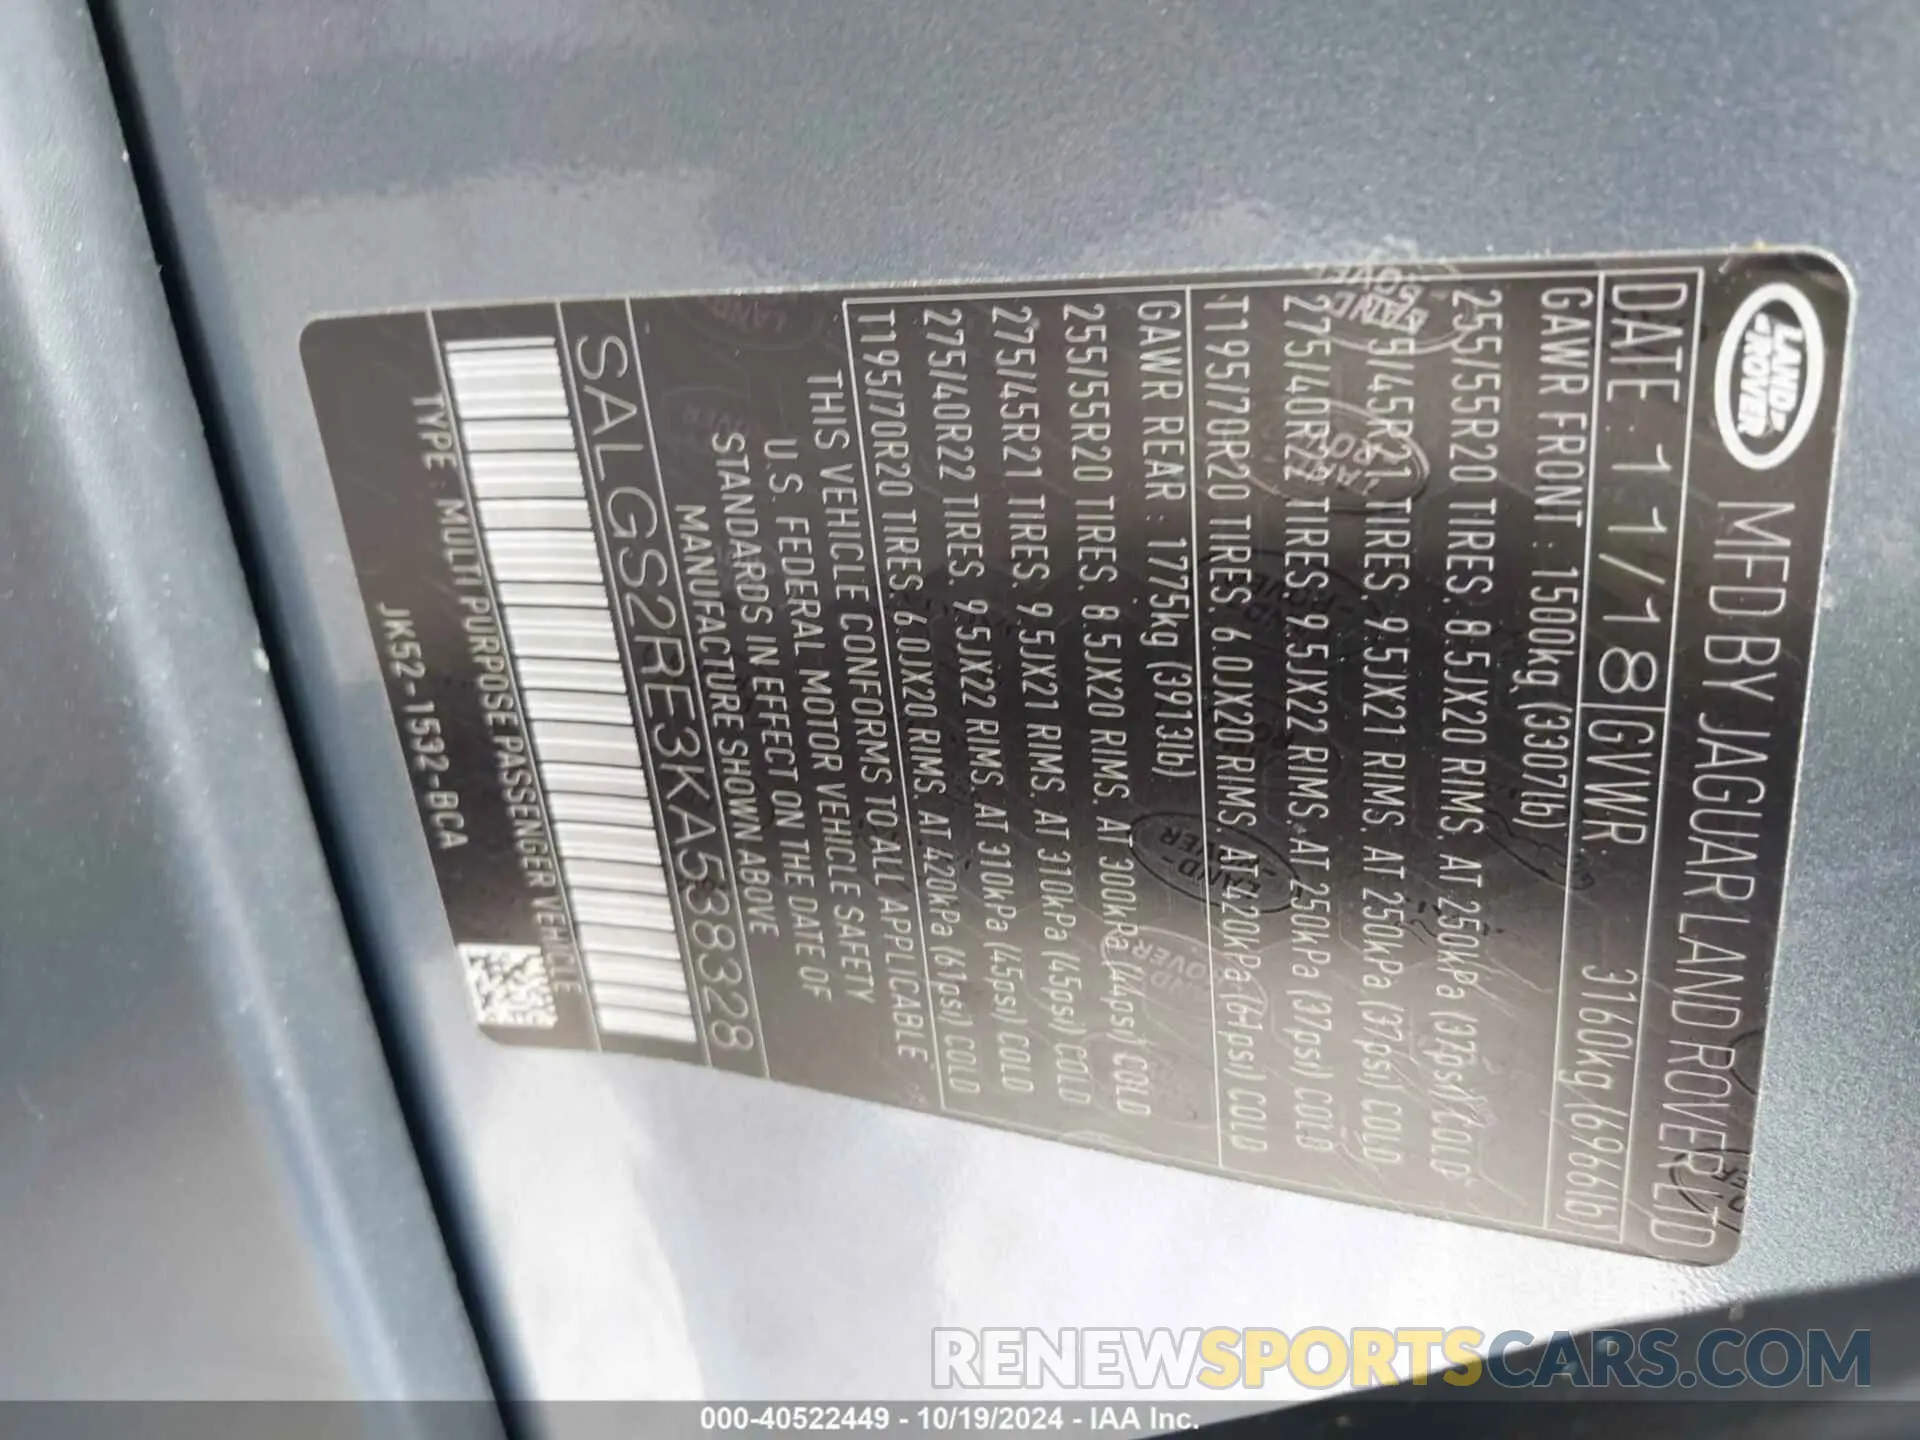 LAND-
-ROVER
MFD BY JAGUAR LAND ROVER LTD
DATE 11/18 GVWR: 3160kg (6966lb)
GAWR FRONT : 1500kg (3307lb)
255/55R20 TIRES. 8.5JX20 RIMS. AT 250kPa (37psi) COLD
275/45R21 TIRES. 9.5JX21 RIMS. AT 250kPa (37psi) COLD
275/40R22 TIRES. 9.5JX22 RIMS. AT 250kPa (37psi) COLD
T195/70R20 TIRES. 6.0JX20 RIMS. AT 420kPa (61psi) COLD
GAWR REAR : 1775kg (3913lb)
255/55R20 TIRES. 8.5JX20 RIMS. AT 300kPa (44psi) COLD
275/45R21 TIRES. 9.5JX21 RIMS. AT 310kPa (45psi) COLD
275/40R22 TIRES. 9.5JX22 RIMS. AT 310kPa (45psi) COLD
T195/70R20 TIRES. 6.0JX20 RIMS. AT 420kPa (61psi) COLD
THIS VEHICLE CONFORMS TO ALL APPLICABLE
U.S. FEDERAL MOTOR VEHICLE SAFETY
STANDARDS IN EFFECT ON THE DATE OF
MANUFACTURE SHOWN ABOVE
SALGS2RE3KA538328
TYPE : MULTI PURPOSE PASSENGER VEHICLE
JK52-1532-BCA
RENEWSPORTSCARS.COM
000-40522449 - 10/19/2024 - IAA Inc.